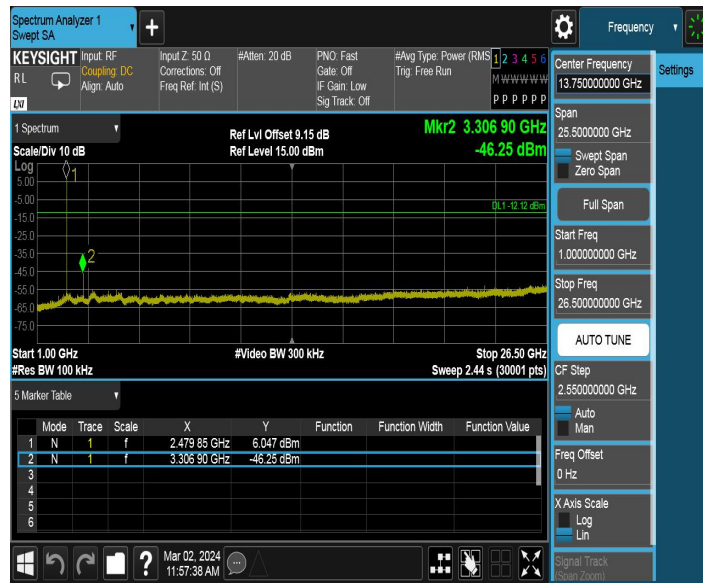 Spectrum Analyzer 1
Swept SA
+
Frequency
KEYSIGHT
RL
LXI
Input: RF
Coupling: DC
Align: Auto
Input Z: 50 Ω
Corrections: Off
Freq Ref: Int (S)
#Atten: 20 dB
PNO: Fast
Gate: Off
IF Gain: Low
Sig Track: Off
#Avg Type: Power (RMS
Trig: Free Run
1 2 3 4 5 6
M W W W W W
P P P P P P
1 Spectrum
Scale/Div 10 dB
Ref Lvl Offset 9.15 dB
Ref Level 15.00 dBm
Mkr2 3.306 90 GHz
-46.25 dBm
Log
5.00
-5.00
-15.0
-25.0
-35.0
-45.0
-55.0
-65.0
-75.0
1
2
DL1 -12.12 dBm
Start 1.00 GHz
#Res BW 100 kHz
#Video BW 300 kHz
Stop 26.50 GHz
Sweep 2.44 s (30001 pts)
5 Marker Table
Mode Trace Scale X Y Function Function Width Function Value
1 N 1 f 2.479 85 GHz 6.047 dBm
2 N 1 f 3.306 90 GHz -46.25 dBm
3
4
5
6
?
Mar 02, 2024
11:57:38 AM
Center Frequency
13.750000000 GHz
Settings
Span
25.5000000 GHz
Swept Span
Zero Span
Full Span
Start Freq
1.000000000 GHz
Stop Freq
26.500000000 GHz
AUTO TUNE
CF Step
2.550000000 GHz
Auto
Man
Freq Offset
0 Hz
X Axis Scale
Log
Lin
Signal Track
(Span Zoom)